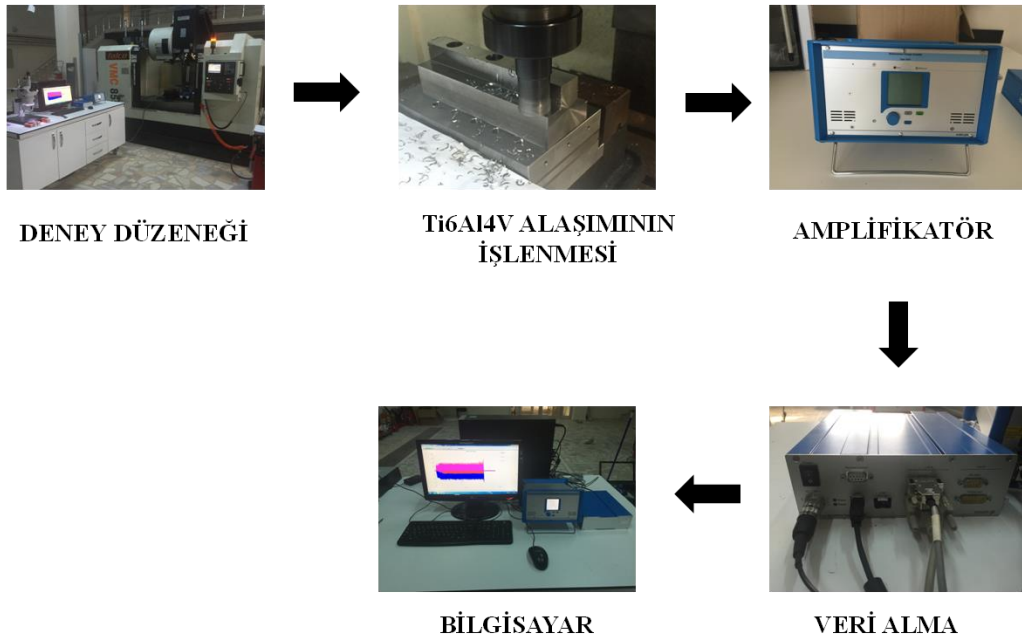 DENEY DÜZENEĞİ
Ti6Al4V ALAŞIMININ
İŞLENMESİ
AMPLİFİKATÖR
VERİ ALMA
BİLGİSAYAR